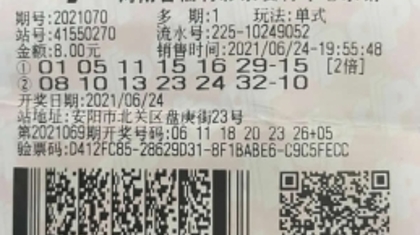 期号:2021070 多 期:1 玩法:单式
站号:41550270 流水号:225-10249052
金额:8.00元 销售时间:2021/06/24-19:55:48
① 01 05 11 15 16 29-15 [2倍]
② 08 10 13 23 24 32-10
开奖日期:2021/06/24
站地址:安阳市北关区盘庚街23号
第2021069期开奖号码:06 11 18 20 23 26+05
验票码:D412FC85-28629D31-8F1BABE6-C9C5FECC